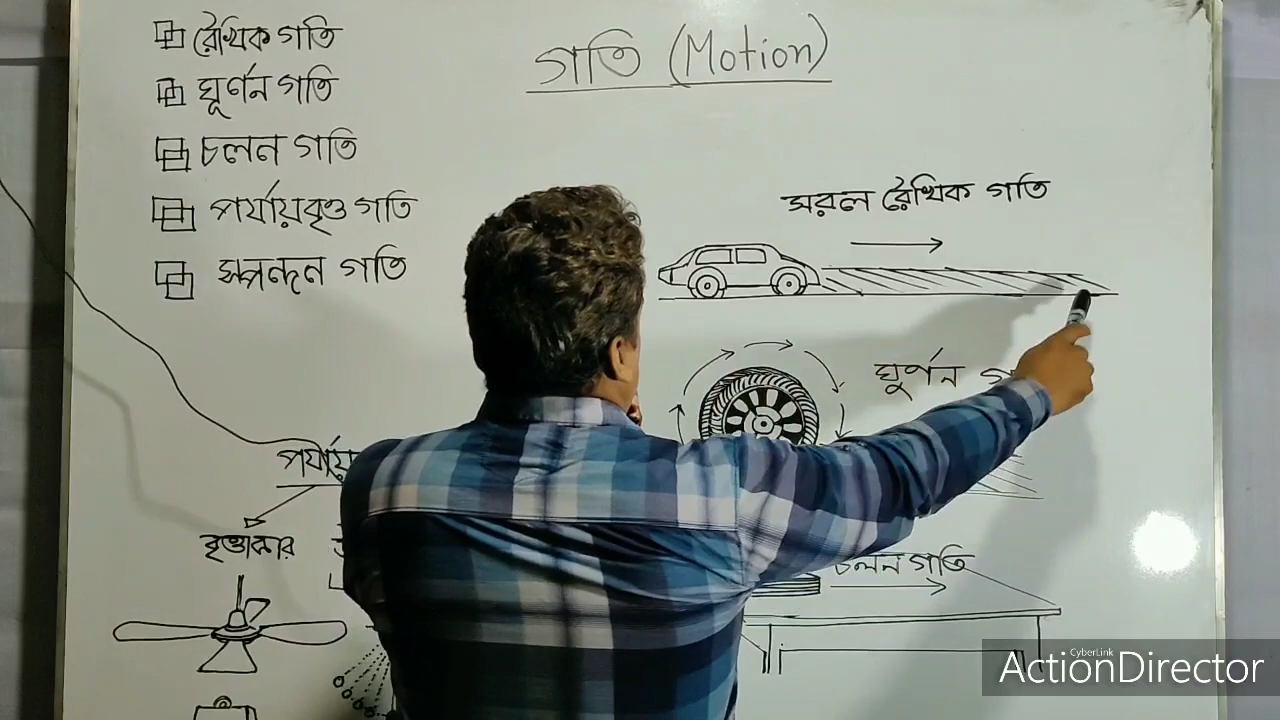 গতি (Motion)
রৈখিক গতি
ঘূর্ণন গতি
চলন গতি
পর্যায়বৃত্ত গতি
স্পন্দন গতি
সরল রৈখিক গতি
ঘূর্ণন
পর্যায়
বৃত্তাকার
চলন গতি
CyberLink
ActionDirector